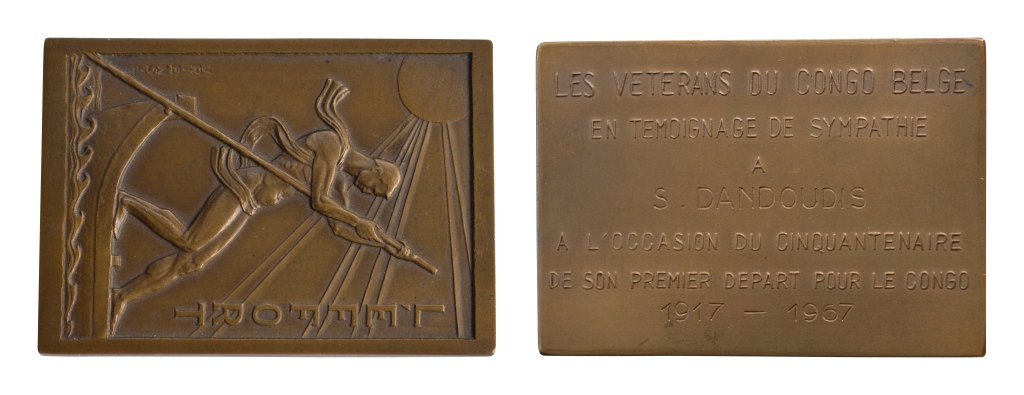 L'EFFORT
LES VETERANS DU CONGO BELGE
EN TEMOIGNAGE DE SYMPATHIE
A
S. DANDOUDIS
A L'OCCASION DU CINQUANTENAIRE
DE SON PREMIER DEPART POUR LE CONGO
1917 - 1967